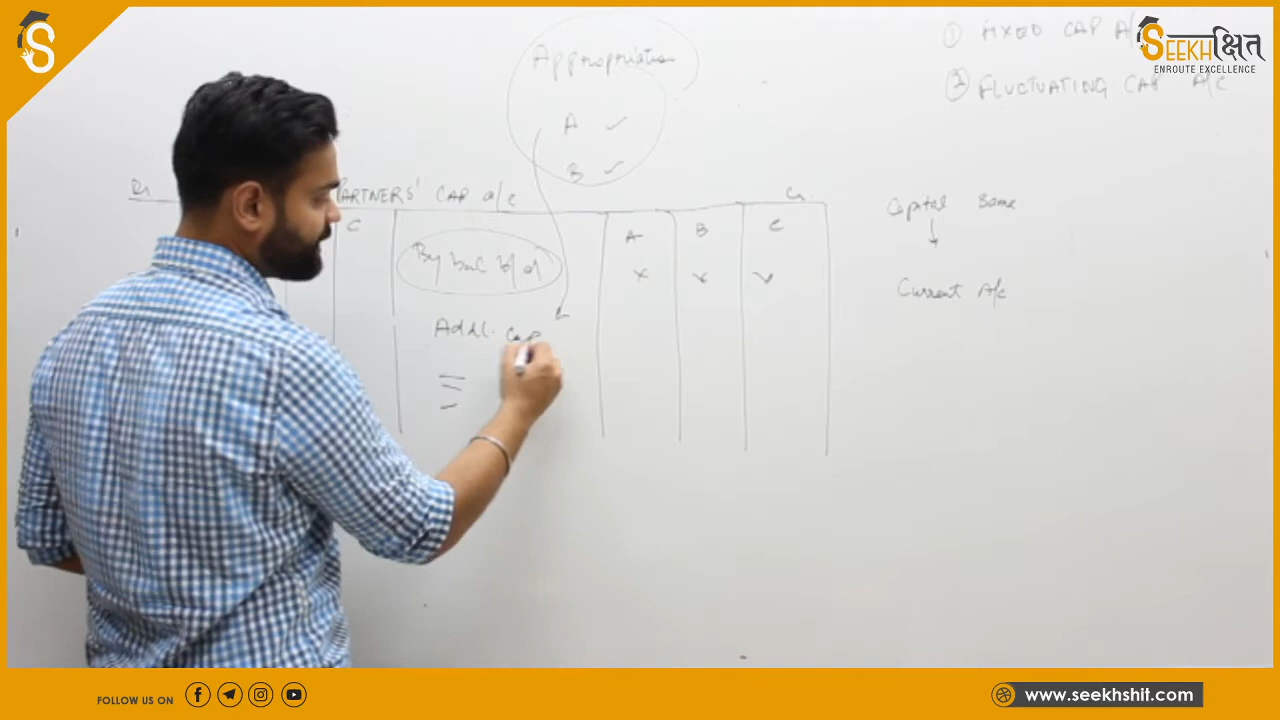 S
SEEKHक्षित
ENROUTE EXCELLENCE
① FIXED CAP A/
② FLUCTUATING CAP A/c
Appropriation
A ✓
B ✓
Dr
PARTNERS' CAP a/c
Cr
C
A B C
By bal b/d
x x
Addl. Cap
Capital Same
Current A/c
FOLLOW US ON
www.seekhshit.com